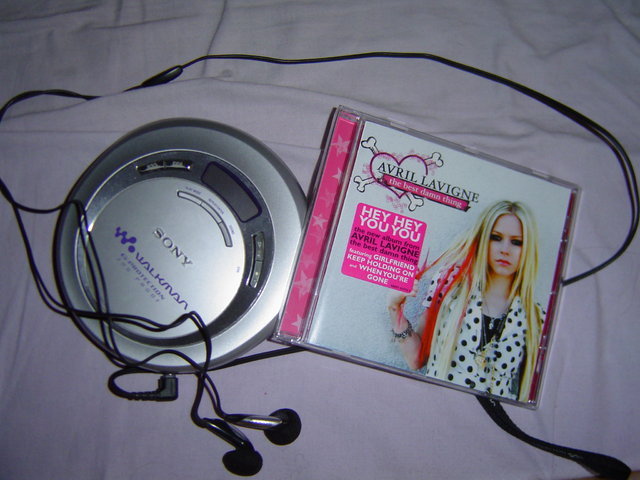 SONY
WALKMAN
G-PROTECTION
AVRIL LAVIGNE
the best damn thing
HEY HEY
YOU YOU
the new album from
AVRIL LAVIGNE
the best damn thing
featuring GIRLFRIEND
KEEP HOLDING ON
and WHEN YOU'RE
GONE